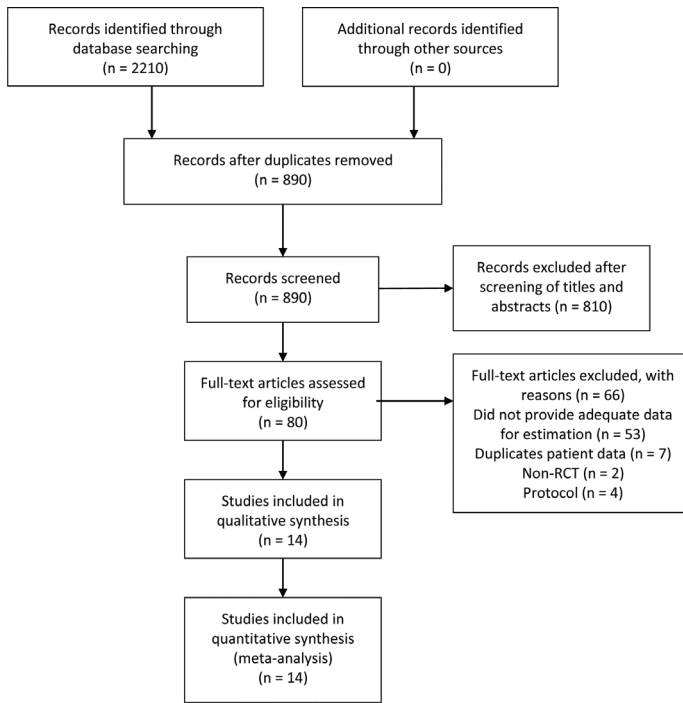 Records identified through
database searching
(n = 2210)
Additional records identified
through other sources
(n = 0)
Records after duplicates removed
(n = 890)
Records screened
(n = 890)
Records excluded after
screening of titles and
abstracts (n = 810)
Full-text articles assessed
for eligibility
(n = 80)
Full-text articles excluded, with
reasons (n = 66)
Did not provide adequate data
for estimation (n = 53)
Duplicates patient data (n = 7)
Non-RCT (n = 2)
Protocol (n = 4)
Studies included in
qualitative synthesis
(n = 14)
Studies included in
quantitative synthesis
(meta-analysis)
(n = 14)